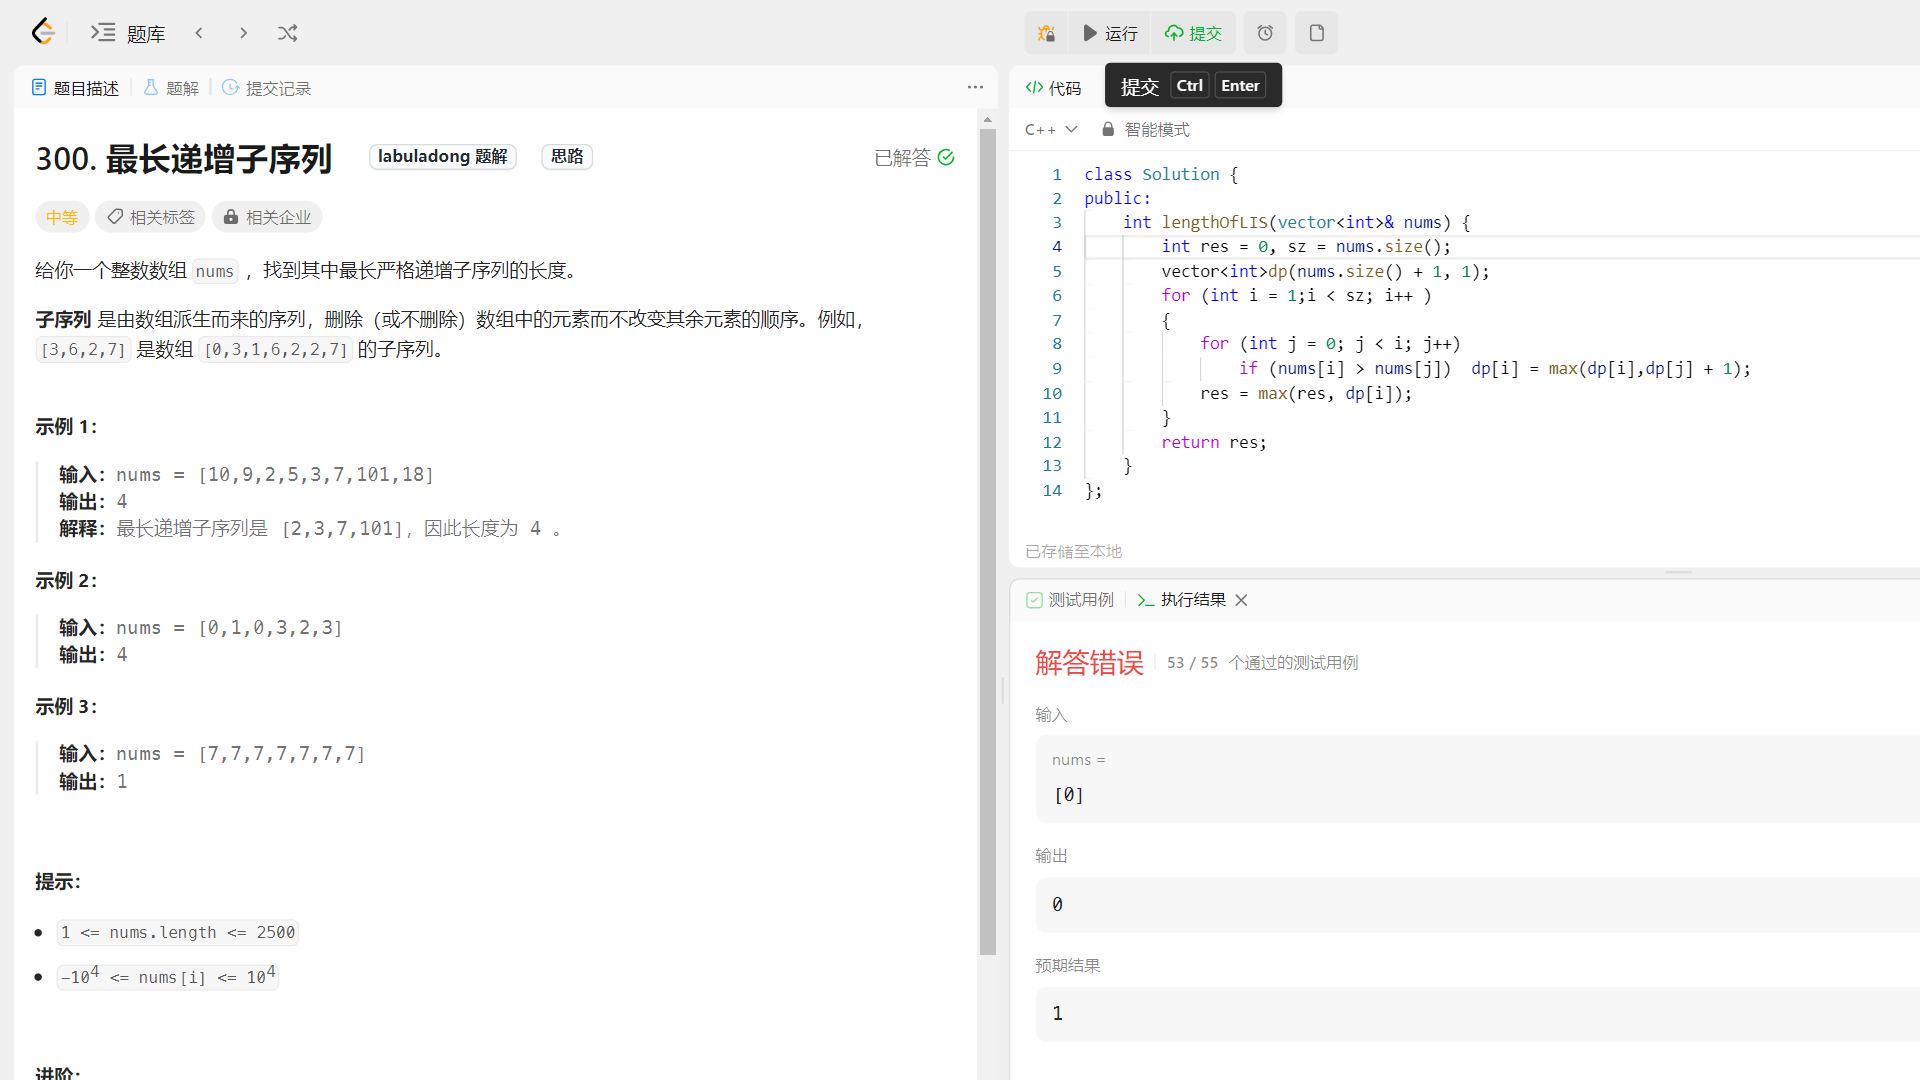 题库
运行
提交
题目描述
题解
提交记录
代码
提交 Ctrl Enter
C++
智能模式
300. 最长递增子序列
labuladong 题解
思路
已解答
中等
相关标签
相关企业
给你一个整数数组 nums ，找到其中最长严格递增子序列的长度。
子序列 是由数组派生而来的序列，删除（或不删除）数组中的元素而不改变其余元素的顺序。例如，
[3,6,2,7] 是数组 [0,3,1,6,2,2,7] 的子序列。
示例 1：
输入：nums = [10,9,2,5,3,7,101,18]
输出：4
解释：最长递增子序列是 [2,3,7,101]，因此长度为 4 。
示例 2：
输入：nums = [0,1,0,3,2,3]
输出：4
示例 3：
输入：nums = [7,7,7,7,7,7,7]
输出：1
提示：
1 <= nums.length <= 2500
-10⁴ <= nums[i] <= 10⁴
进阶：
1 class Solution {
2 public:
3 int lengthOfLIS(vector<int>& nums) {
4 int res = 0, sz = nums.size();
5 vector<int>dp(nums.size() + 1, 1);
6 for (int i = 1;i < sz; i++ )
7 {
8 for (int j = 0; j < i; j++)
9 if (nums[i] > nums[j])  dp[i] = max(dp[i],dp[j] + 1);
10 res = max(res, dp[i]);
11 }
12 return res;
13 }
14 };
已存储至本地
测试用例
执行结果
解答错误
53 / 55 个通过的测试用例
输入
nums =
[0]
输出
0
预期结果
1